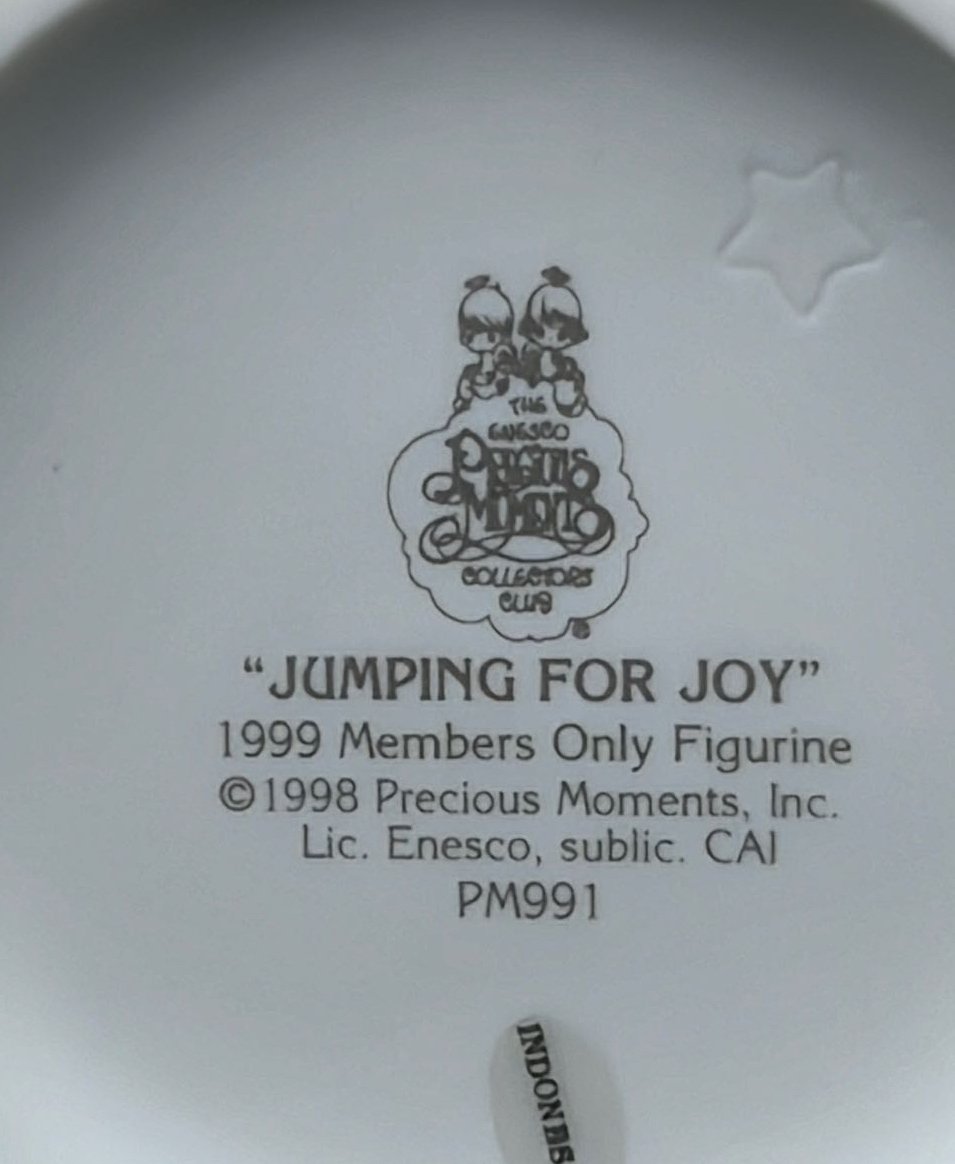 THE
ENESCO
PRECIOUS
MOMENTS
COLLECTORS
CLUB
®
“JUMPING FOR JOY”
1999 Members Only Figurine
©1998 Precious Moments, Inc.
Lic. Enesco, sublic. CAI
PM991
INDONES